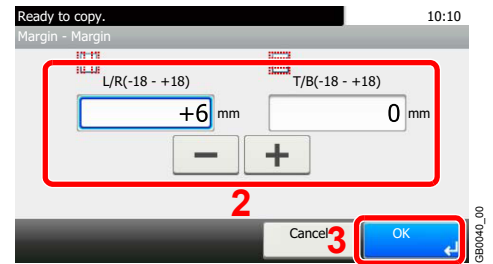 Ready to copy. 10:10
Margin - Margin
L/R(-18 - +18) T/B(-18 - +18)
+6 mm 0 mm
− +
2
Cancel 3 OK
GB0040_00